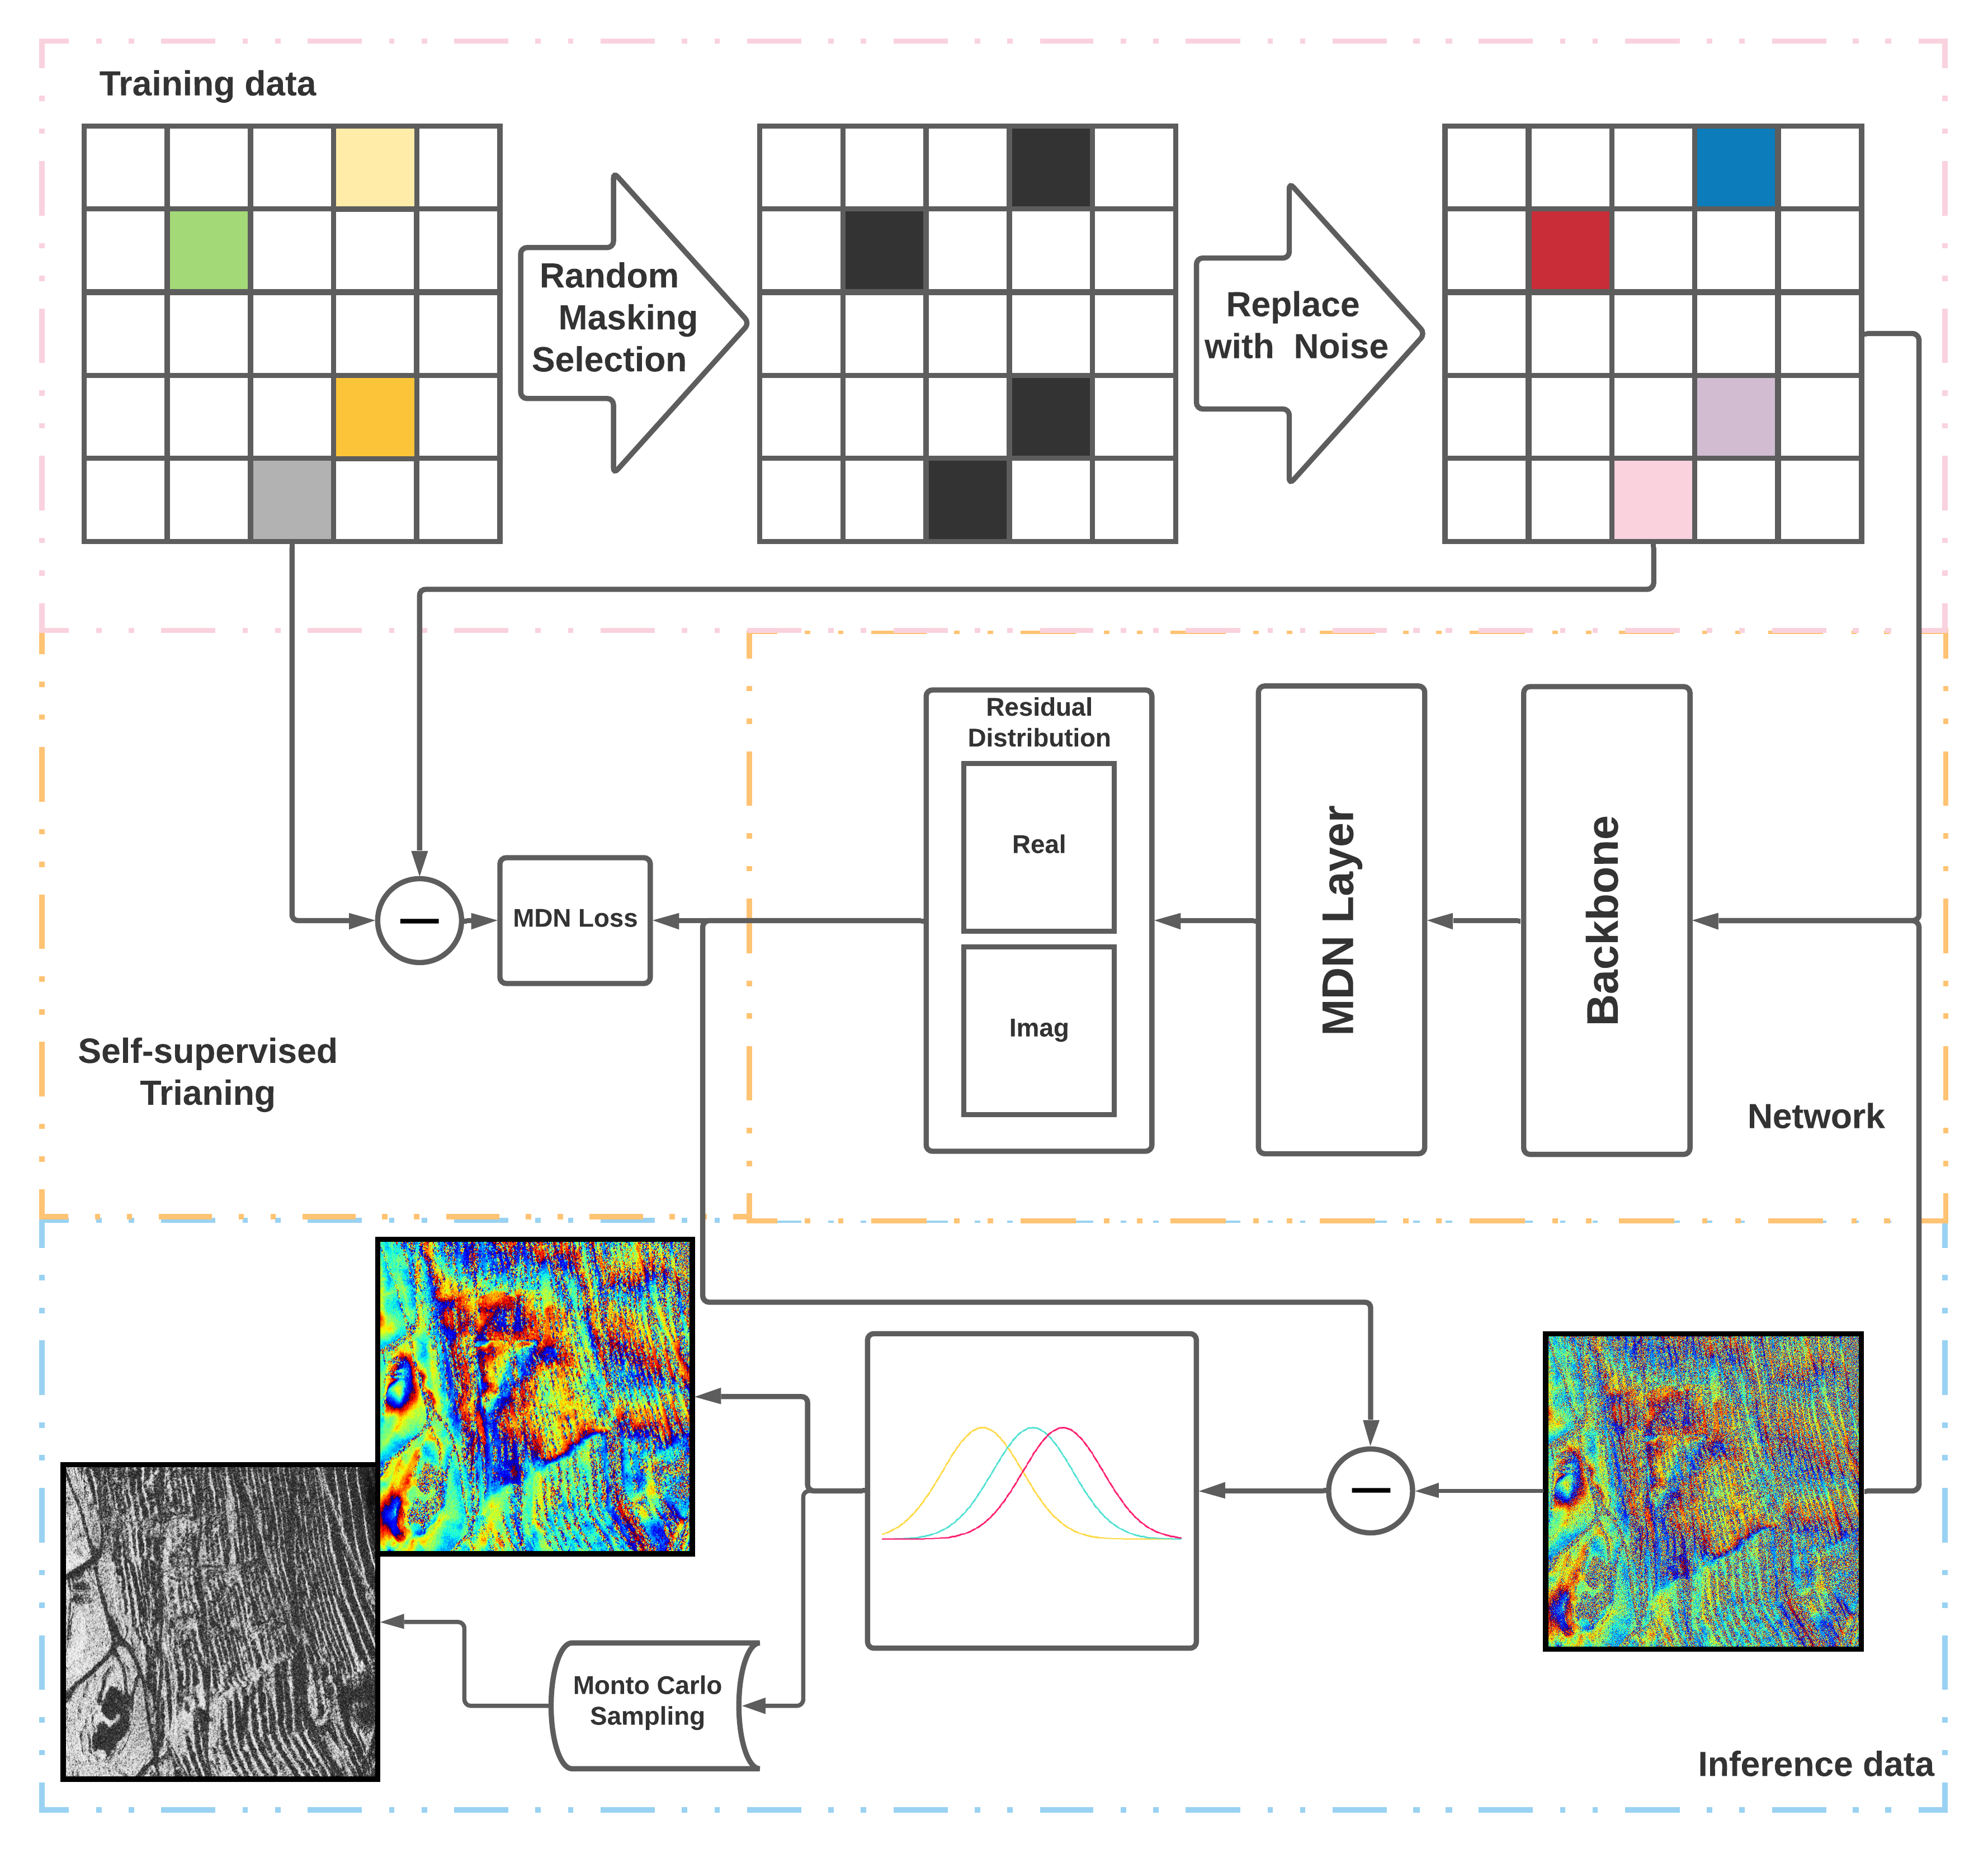 Training data
Random
Masking
Selection
Replace
with Noise
Residual
Distribution
Real
Imag
MDN Layer
Backbone
MDN Loss
Self-supervised
Trianing
Network
Monto Carlo
Sampling
Inference data